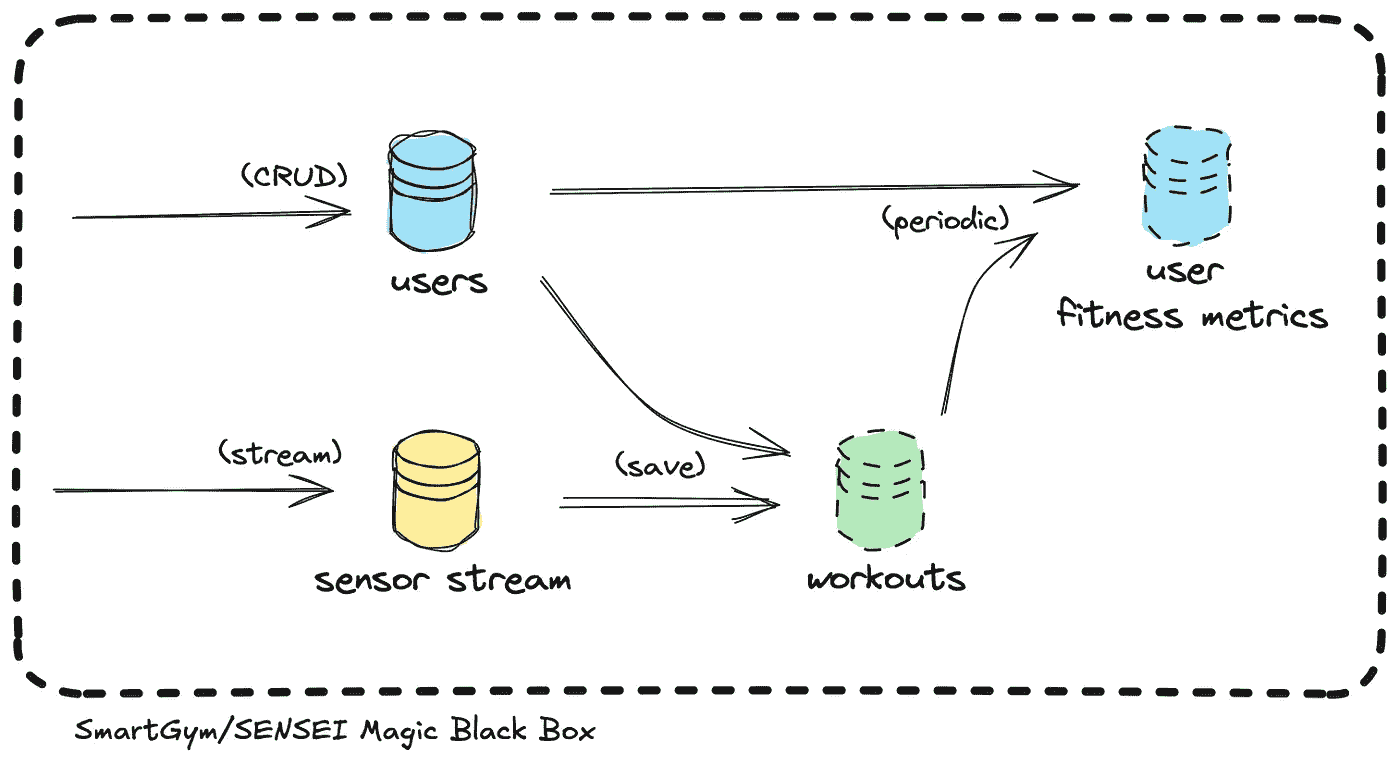 (CRUD)
users
(periodic)
user
fitness metrics
(stream)
sensor stream
(save)
workouts
SmartGym/SENSEI Magic Black Box